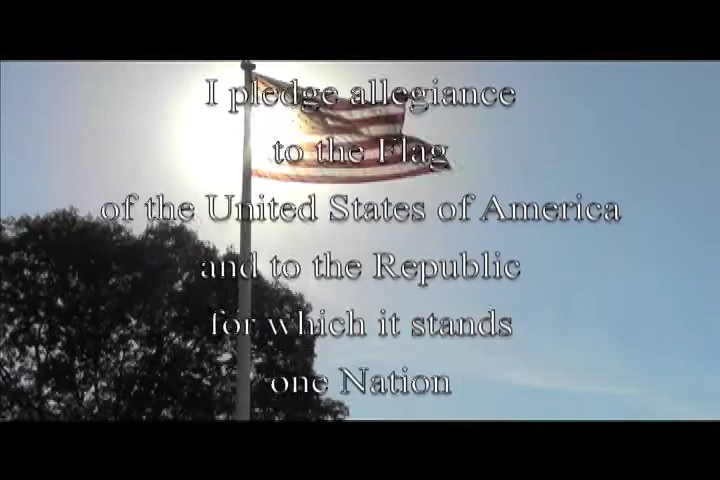 I pledge allegiance
to the Flag
of the United States of America
and to the Republic
for which it stands
one Nation